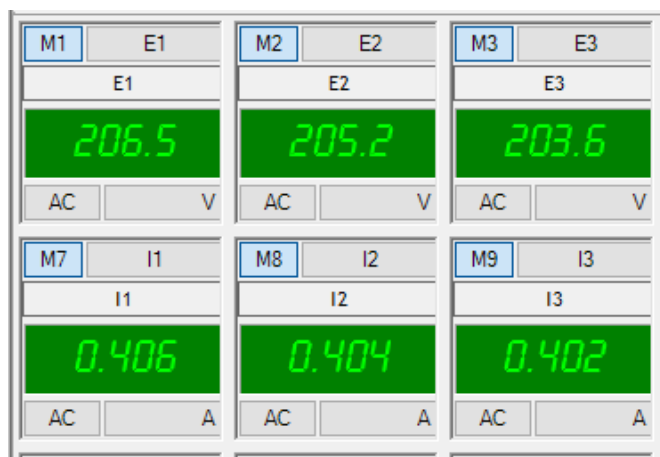 M1 E1 M2 E2 M3 E3
E1 E2 E3
206.5 205.2 203.6
AC V AC V AC V
M7 I1 M8 I2 M9 I3
I1 I2 I3
0.406 0.404 0.402
AC A AC A AC A